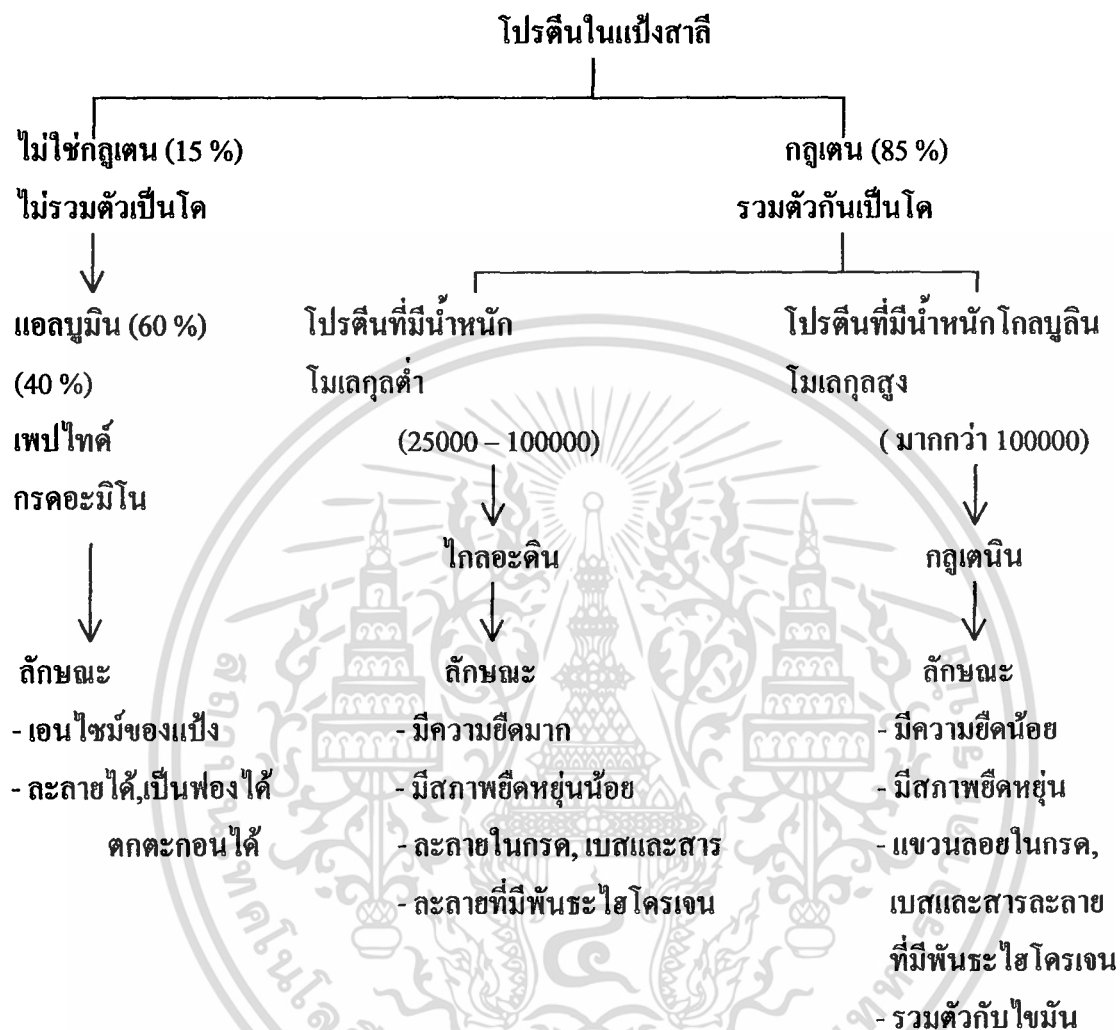 โปรตีนในแป้งสาลี
ไม่ใช่กลูเตน (15 %)
ไม่รวมตัวเป็นโด
กลูเตน (85 %)
รวมตัวกันเป็นโด
แอลบูมิน (60 %)
(40 %)
เพปไทด์
กรดอะมิโน
ลักษณะ
- เอนไซม์ของแป้ง
- ละลายได้,เป็นฟองได้
ตกตะกอนได้
โปรตีนที่มีน้ำหนัก
โมเลกุลต่ำ
(25000 – 100000)
ไกลอะดิน
ลักษณะ
- มีความยืดมาก
- มีสภาพยืดหยุ่นน้อย
- ละลายในกรด, เบสและสาร
- ละลายที่มีพันธะไฮโดรเจน
โปรตีนที่มีน้ำหนักโกลบูลิน
โมเลกุลสูง
( มากกว่า 100000)
กลูเตนิน
ลักษณะ
- มีความยืดน้อย
- มีสภาพยืดหยุ่น
- แขวนลอยในกรด,
เบสและสารละลาย
ที่มีพันธะไฮโดรเจน
- รวมตัวกับไขมัน